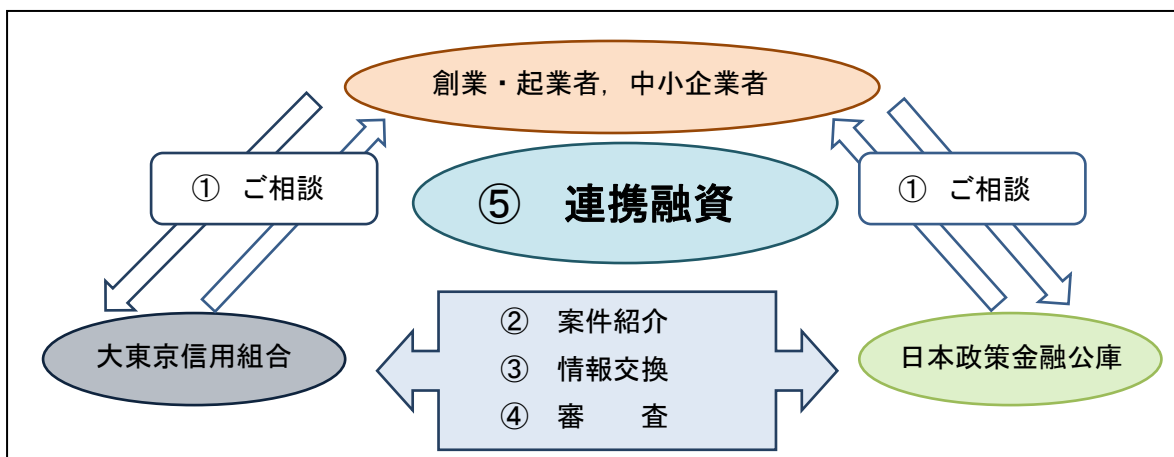 創業・起業者，中小企業者
① ご相談
⑤ 連携融資
① ご相談
② 案件紹介
③ 情報交換
④ 審　　査
大東京信用組合
日本政策金融公庫